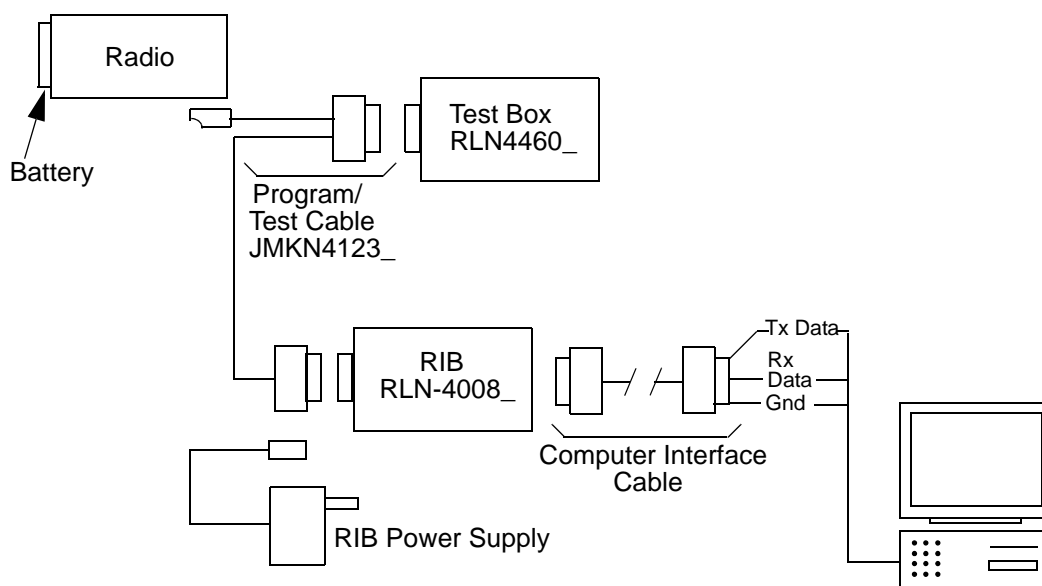 Radio
Battery
Test Box
RLN4460_
Program/
Test Cable
JMKN4123_
RIB
RLN-4008_
Tx Data
Rx
Data
Gnd
Computer Interface
Cable
RIB Power Supply